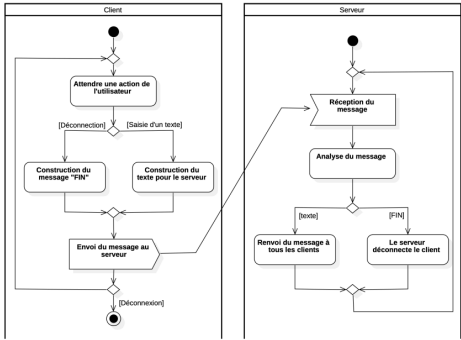 Client
Attendre une action de
l'utilisateur
[Déconnection]
[Saisie d'un texte]
Construction du
message "FIN"
Construction du
texte pour le serveur
Envoi du message au
serveur
[Déconnexion]
Serveur
Réception du
message
Analyse du message
[texte]
[FIN]
Renvoi du message à
tous les clients
Le serveur
déconnecte le client